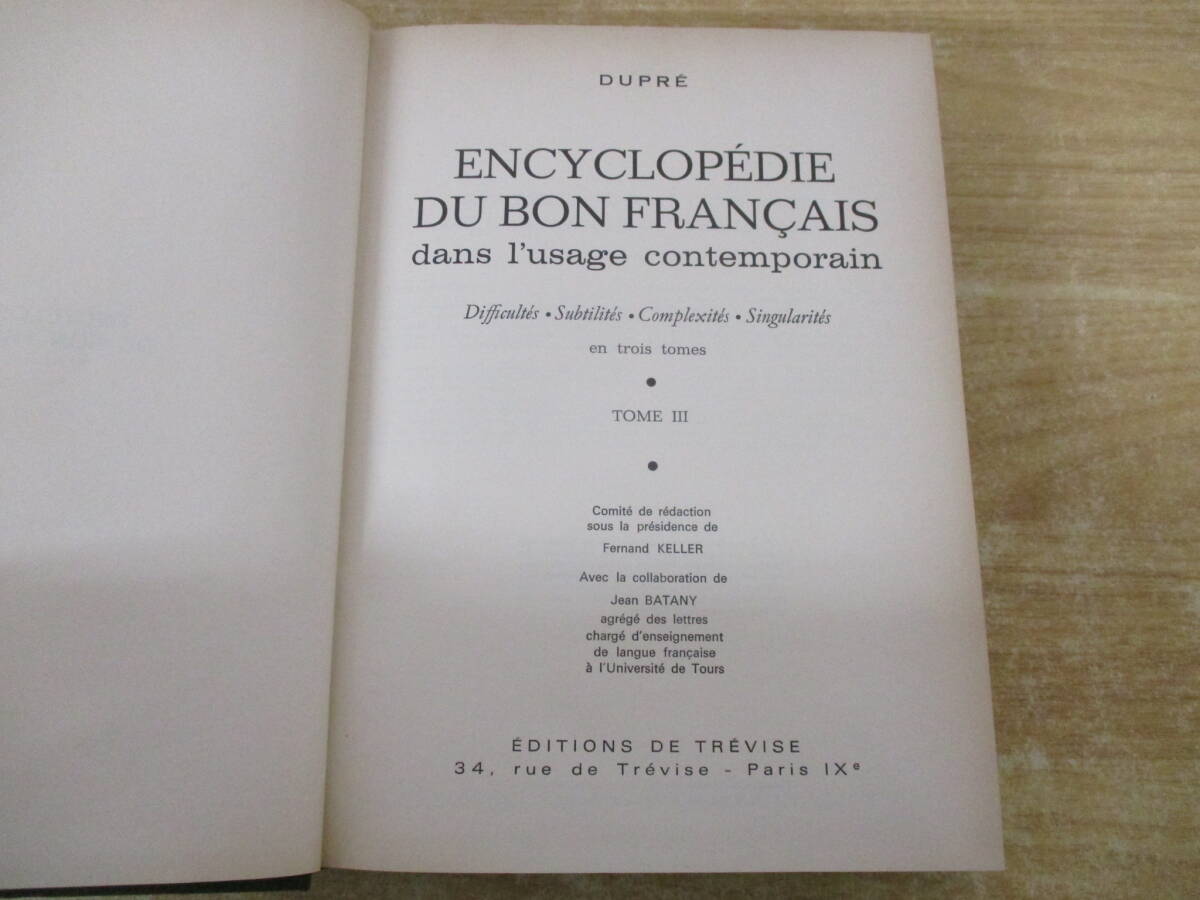 DUPRÉ
ENCYCLOPÉDIE
DU BON FRANÇAIS
dans l'usage contemporain
Difficultés • Subtilités • Complexités • Singularités
en trois tomes
•
TOME III
•
Comité de rédaction
sous la présidence de
Fernand KELLER
Avec la collaboration de
Jean BATANY
agrégé des lettres
chargé d'enseignement
de langue française
à l'Université de Tours
ÉDITIONS DE TRÉVISE
34, rue de Trévise - Paris IXe